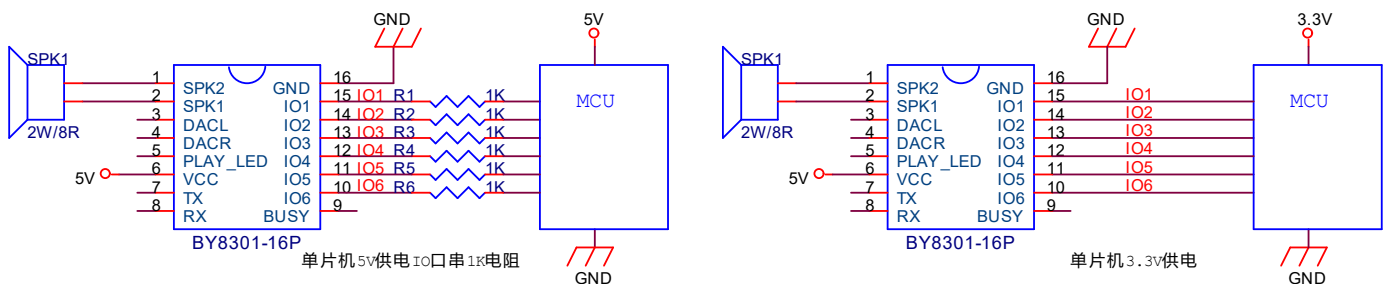 GND
5V
SPK1
1 SPK2 GND 16
2 SPK1 IO1 15 IO1 R1 1K
3 DACL IO2 14 IO2 R2 1K
4 DACR IO3 13 IO3 R3 1K
5 PLAY_LED IO4 12 IO4 R4 1K
5V 6 VCC IO5 11 IO5 R5 1K
7 TX IO6 10 IO6 R6 1K
8 RX BUSY 9
2W/8R
MCU
BY8301-16P
单片机5V供电IO口串1K电阻
GND
GND
3.3V
SPK1
1 SPK2 GND 16
2 SPK1 IO1 15 IO1
3 DACL IO2 14 IO2
4 DACR IO3 13 IO3
5 PLAY_LED IO4 12 IO4
5V 6 VCC IO5 11 IO5
7 TX IO6 10 IO6
8 RX BUSY 9
2W/8R
MCU
BY8301-16P
单片机3.3V供电
GND